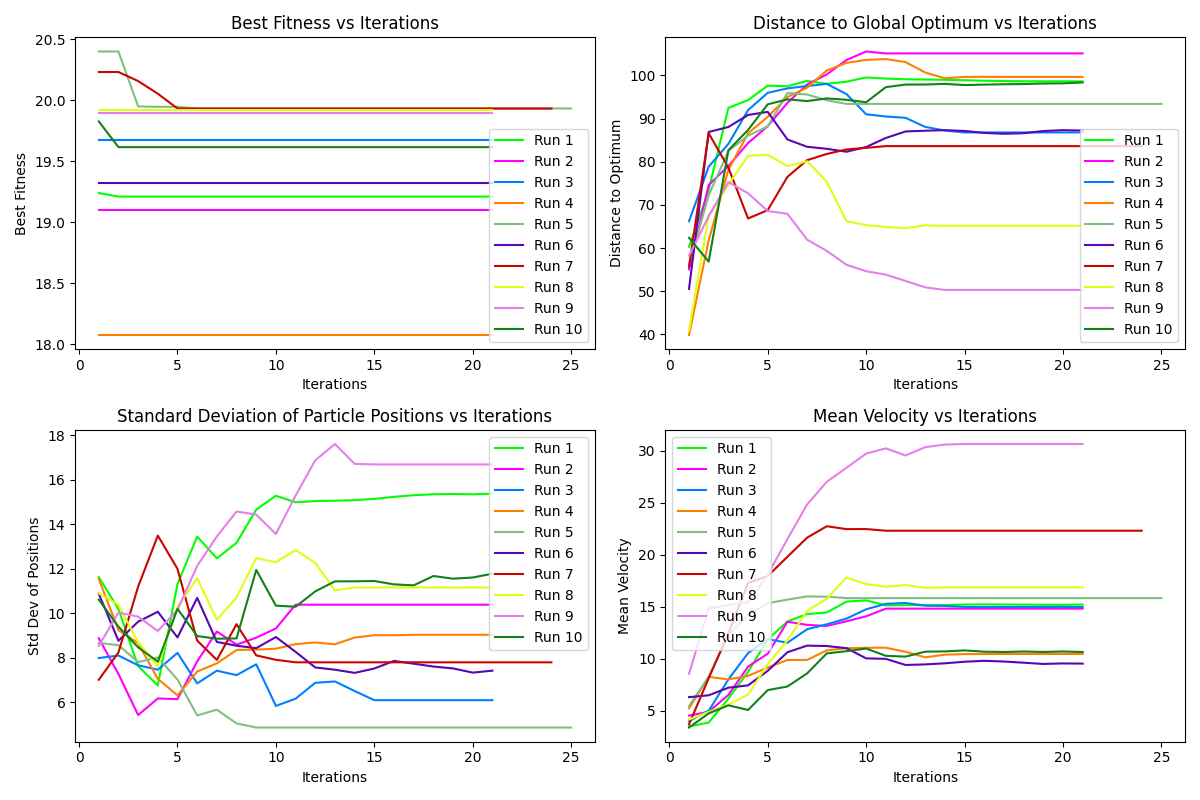 Best Fitness vs Iterations
20.5
20.0
19.5
19.0
18.5
18.0
Best Fitness
0 5 10 15 20 25
Iterations
Run 1
Run 2
Run 3
Run 4
Run 5
Run 6
Run 7
Run 8
Run 9
Run 10
Distance to Global Optimum vs Iterations
100
90
80
70
60
50
40
Distance to Optimum
0 5 10 15 20 25
Iterations
Run 1
Run 2
Run 3
Run 4
Run 5
Run 6
Run 7
Run 8
Run 9
Run 10
Standard Deviation of Particle Positions vs Iterations
18
16
14
12
10
8
6
Std Dev of Positions
0 5 10 15 20 25
Iterations
Run 1
Run 2
Run 3
Run 4
Run 5
Run 6
Run 7
Run 8
Run 9
Run 10
Mean Velocity vs Iterations
30
25
20
15
10
5
Mean Velocity
0 5 10 15 20 25
Iterations
Run 1
Run 2
Run 3
Run 4
Run 5
Run 6
Run 7
Run 8
Run 9
Run 10